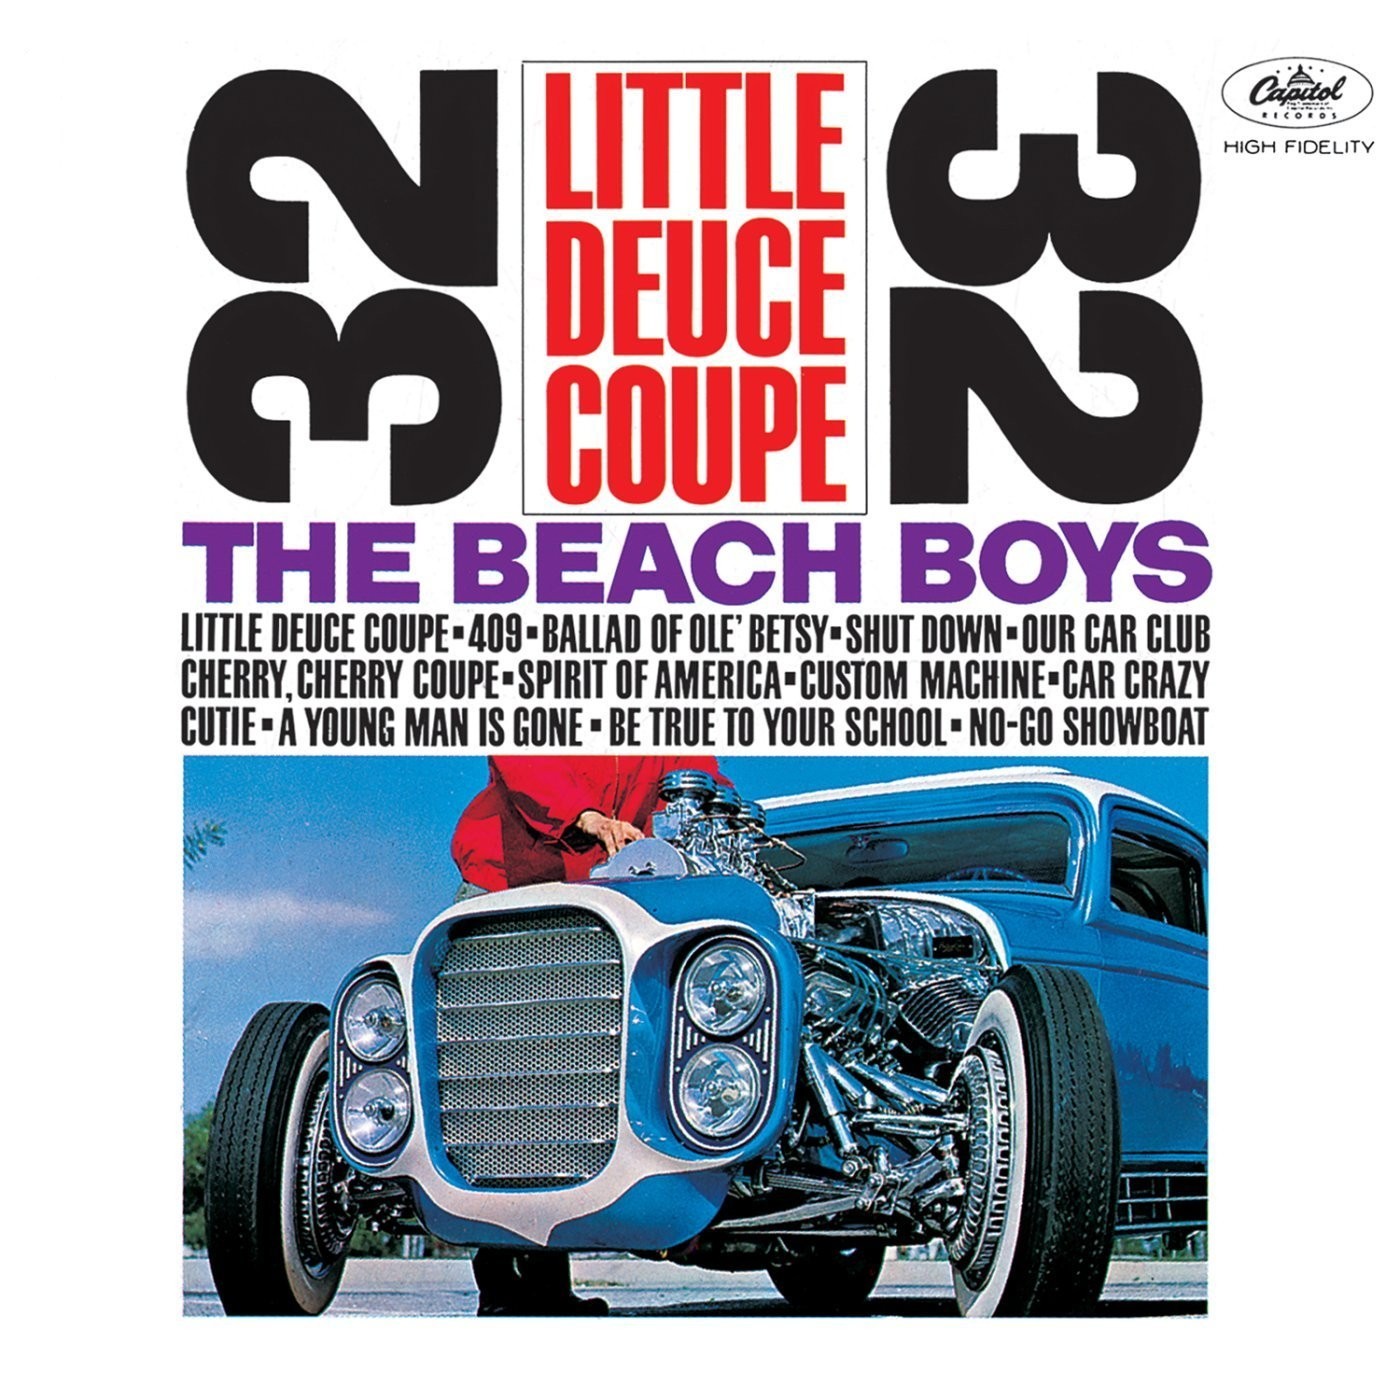 32
LITTLE
DEUCE
COUPE
32
Capitol
RECORDS
HIGH FIDELITY
THE BEACH BOYS
LITTLE DEUCE COUPE▪409▪BALLAD OF OLE' BETSY▪SHUT DOWN▪OUR CAR CLUB
CHERRY, CHERRY COUPE▪SPIRIT OF AMERICA▪CUSTOM MACHINE▪CAR CRAZY
CUTIE▪A YOUNG MAN IS GONE▪BE TRUE TO YOUR SCHOOL▪NO-GO SHOWBOAT